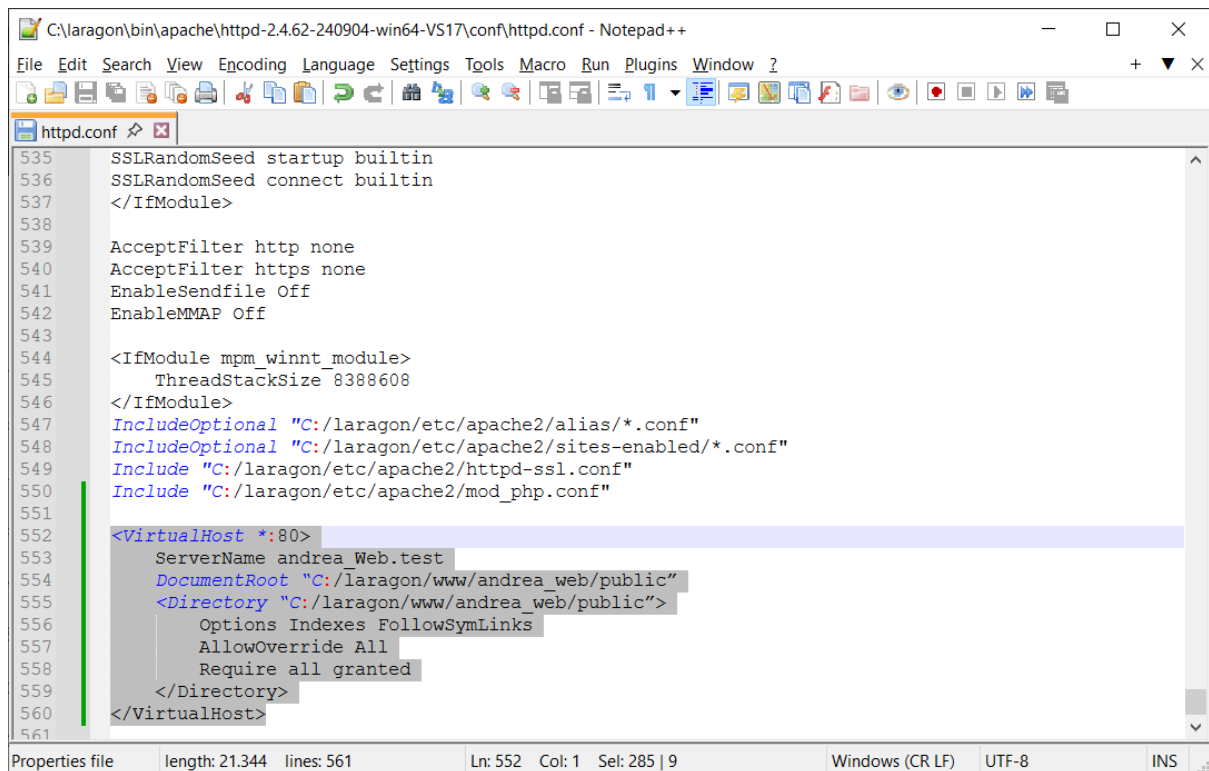 C:\laragon\bin\apache\httpd-2.4.62-240904-win64-VS17\conf\httpd.conf - Notepad++
File Edit Search View Encoding Language Settings Tools Macro Run Plugins Window ? + ▼ ×
httpd.conf
535 SSLRandomSeed startup builtin
536 SSLRandomSeed connect builtin
537 </IfModule>
538
539 AcceptFilter http none
540 AcceptFilter https none
541 EnableSendfile Off
542 EnableMMAP Off
543
544 <IfModule mpm_winnt_module>
545     ThreadStackSize 8388608
546 </IfModule>
547 IncludeOptional "C:/laragon/etc/apache2/alias/*.conf"
548 IncludeOptional "C:/laragon/etc/apache2/sites-enabled/*.conf"
549 Include "C:/laragon/etc/apache2/httpd-ssl.conf"
550 Include "C:/laragon/etc/apache2/mod_php.conf"
551
552 <VirtualHost *:80>
553     ServerName andrea_Web.test
554     DocumentRoot “C:/laragon/www/andrea_web/public”
555     <Directory “C:/laragon/www/andrea_web/public”>
556         Options Indexes FollowSymLinks
557         AllowOverride All
558         Require all granted
559     </Directory>
560 </VirtualHost>
561
Properties file length: 21.344 lines: 561 Ln: 552 Col: 1 Sel: 285 | 9 Windows (CR LF) UTF-8 INS